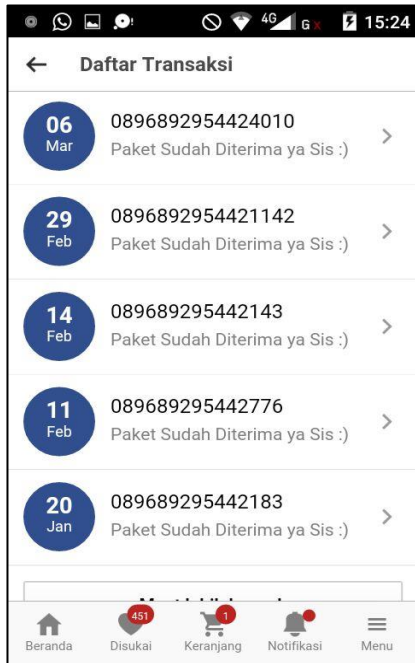 4G G x 15:24
Daftar Transaksi
06
Mar
0896892954424010
Paket Sudah Diterima ya Sis :)
29
Feb
0896892954421142
Paket Sudah Diterima ya Sis :)
14
Feb
089689295442143
Paket Sudah Diterima ya Sis :)
11
Feb
089689295442776
Paket Sudah Diterima ya Sis :)
20
Jan
089689295442183
Paket Sudah Diterima ya Sis :)
451
1
Beranda Disukai Keranjang Notifikasi Menu